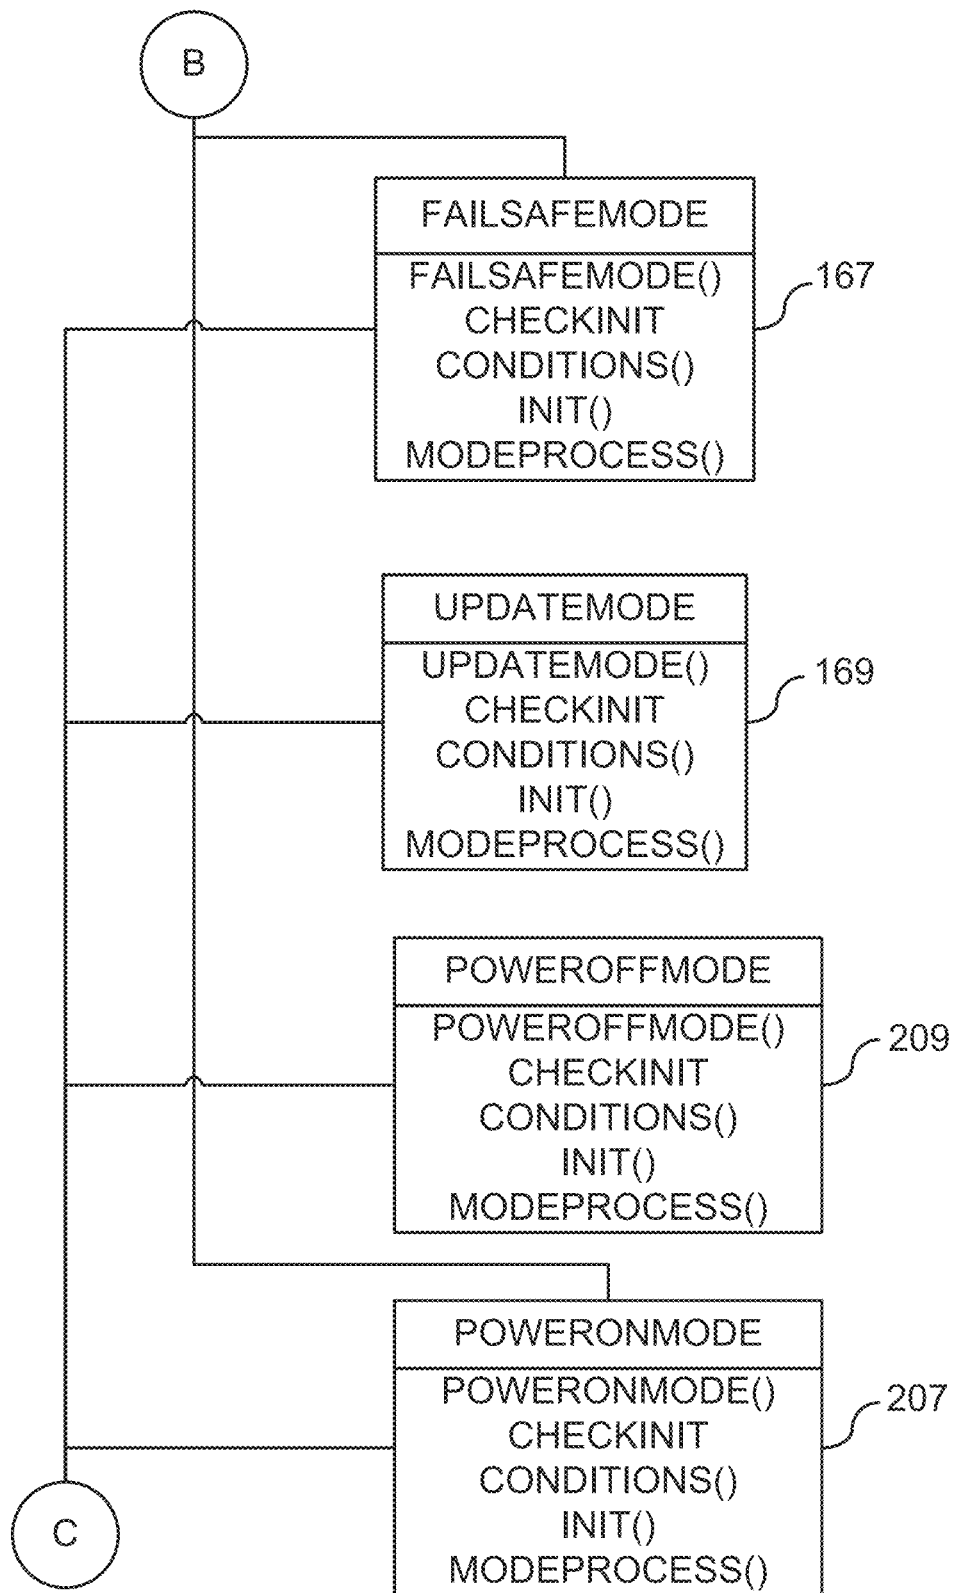 B
FAILSAFEMODE
FAILSAFEMODE()
CHECKINIT
CONDITIONS()
INIT()
MODEPROCESS()
167
UPDATEMODE
UPDATEMODE()
CHECKINIT
CONDITIONS()
INIT()
MODEPROCESS()
169
POWEROFFMODE
POWEROFFMODE()
CHECKINIT
CONDITIONS()
INIT()
MODEPROCESS()
209
POWERONMODE
POWERONMODE()
CHECKINIT
CONDITIONS()
INIT()
MODEPROCESS()
207
C